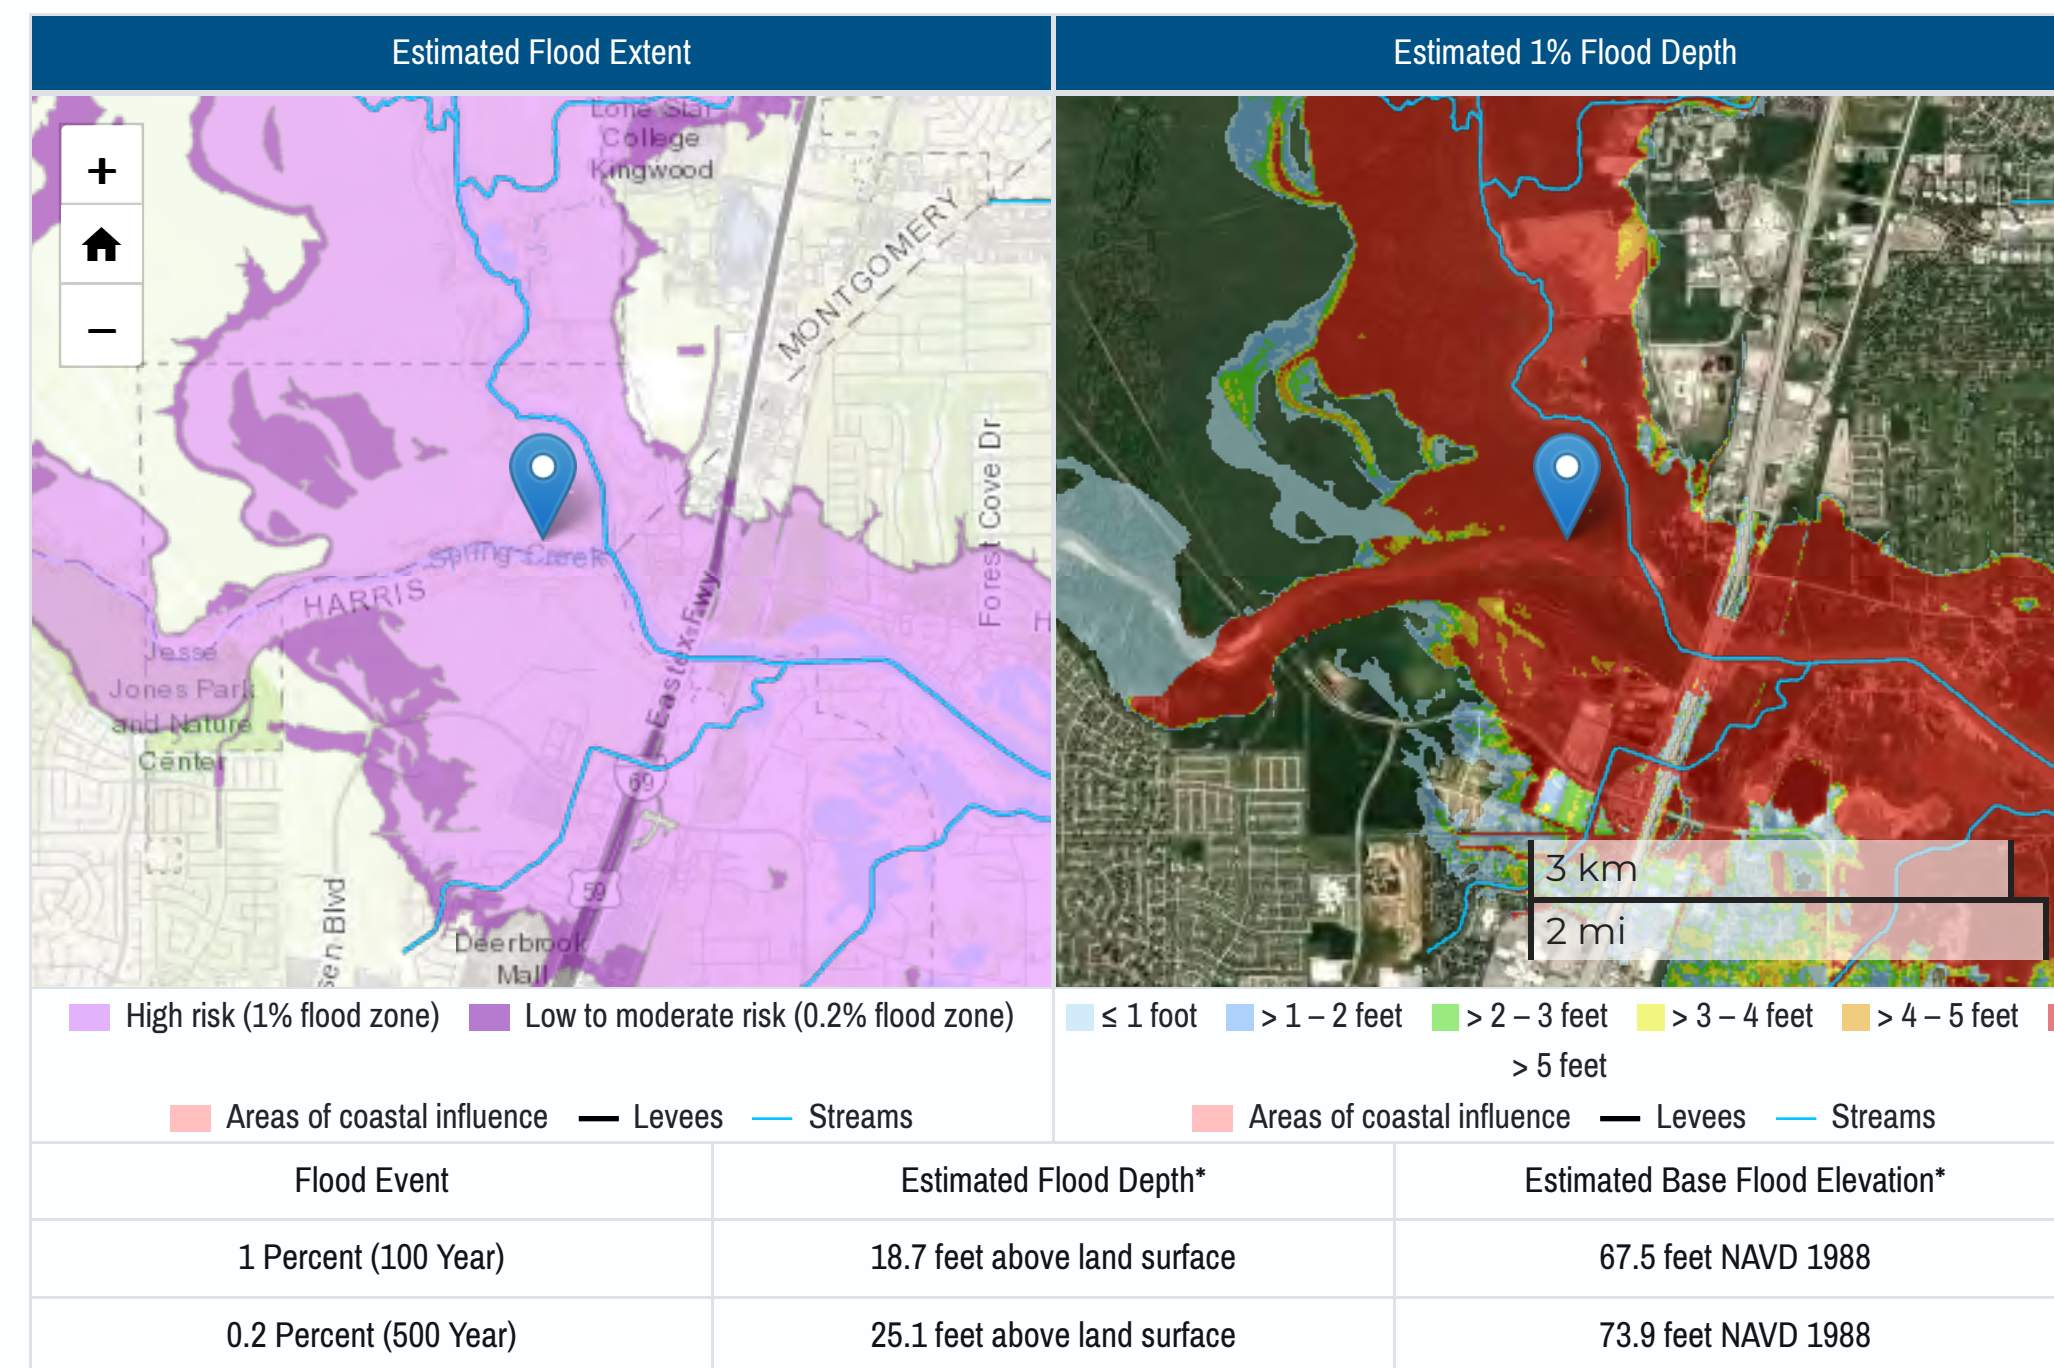 Estimated Flood Extent
Estimated 1% Flood Depth
+
−
Lone Star
College
Kingwood
MONTGOMERY
Forest Cove Dr
Spring Creek
HARRIS
Jesse
Jones Park
and Nature
Center
Eastex Fwy
69
59
sen Blvd
Deerbrook
Mall
H
3 km
2 mi
High risk (1% flood zone) Low to moderate risk (0.2% flood zone)
Areas of coastal influence Levees Streams
≤ 1 foot > 1 – 2 feet > 2 – 3 feet > 3 – 4 feet > 4 – 5 feet
> 5 feet
Areas of coastal influence Levees Streams
Flood Event Estimated Flood Depth* Estimated Base Flood Elevation*
1 Percent (100 Year) 18.7 feet above land surface 67.5 feet NAVD 1988
0.2 Percent (500 Year) 25.1 feet above land surface 73.9 feet NAVD 1988